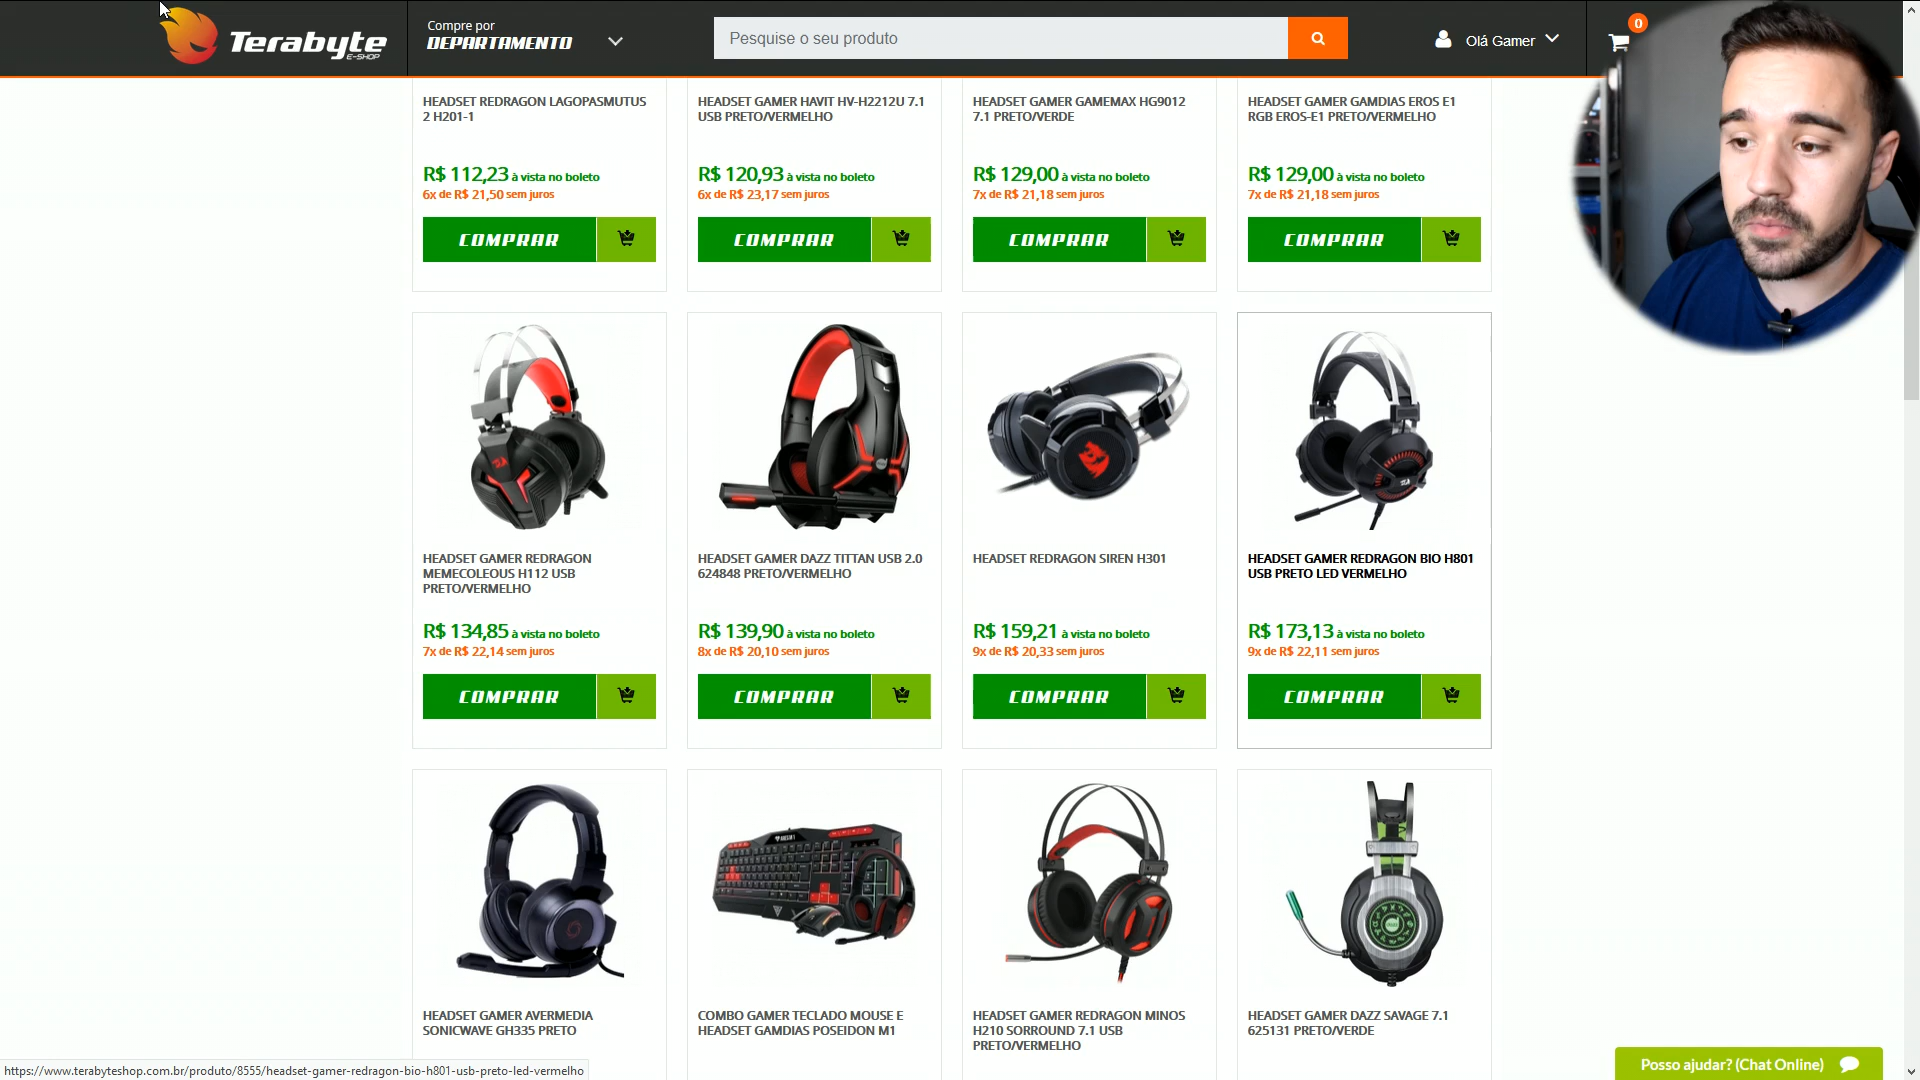 Terabyte
E-SHOP
Compre por
DEPARTAMENTO
Pesquise o seu produto
Olá Gamer
0
HEADSET REDRAGON LAGOPASMUTUS
2 H201-1
R$ 112,23 à vista no boleto
6x de R$ 21,50 sem juros
COMPRAR
HEADSET GAMER HAVIT HV-H2212U 7.1
USB PRETO/VERMELHO
R$ 120,93 à vista no boleto
6x de R$ 23,17 sem juros
COMPRAR
HEADSET GAMER GAMEMAX HG9012
7.1 PRETO/VERDE
R$ 129,00 à vista no boleto
7x de R$ 21,18 sem juros
COMPRAR
HEADSET GAMER GAMDIAS EROS E1
RGB EROS-E1 PRETO/VERMELHO
R$ 129,00 à vista no boleto
7x de R$ 21,18 sem juros
COMPRAR
HEADSET GAMER REDRAGON
MEMECOLEOUS H112 USB
PRETO/VERMELHO
R$ 134,85 à vista no boleto
7x de R$ 22,14 sem juros
COMPRAR
HEADSET GAMER DAZZ TITTAN USB 2.0
624848 PRETO/VERMELHO
R$ 139,90 à vista no boleto
8x de R$ 20,10 sem juros
COMPRAR
HEADSET REDRAGON SIREN H301
R$ 159,21 à vista no boleto
9x de R$ 20,33 sem juros
COMPRAR
HEADSET GAMER REDRAGON BIO H801
USB PRETO LED VERMELHO
R$ 173,13 à vista no boleto
9x de R$ 22,11 sem juros
COMPRAR
HEADSET GAMER AVERMEDIA
SONICWAVE GH335 PRETO
COMBO GAMER TECLADO MOUSE E
HEADSET GAMDIAS POSEIDON M1
HEADSET GAMER REDRAGON MINOS
H210 SORROUND 7.1 USB
PRETO/VERMELHO
HEADSET GAMER DAZZ SAVAGE 7.1
625131 PRETO/VERDE
https://www.terabyteshop.com.br/produto/8555/headset-gamer-redragon-bio-h801-usb-preto-led-vermelho
Posso ajudar? (Chat Online)